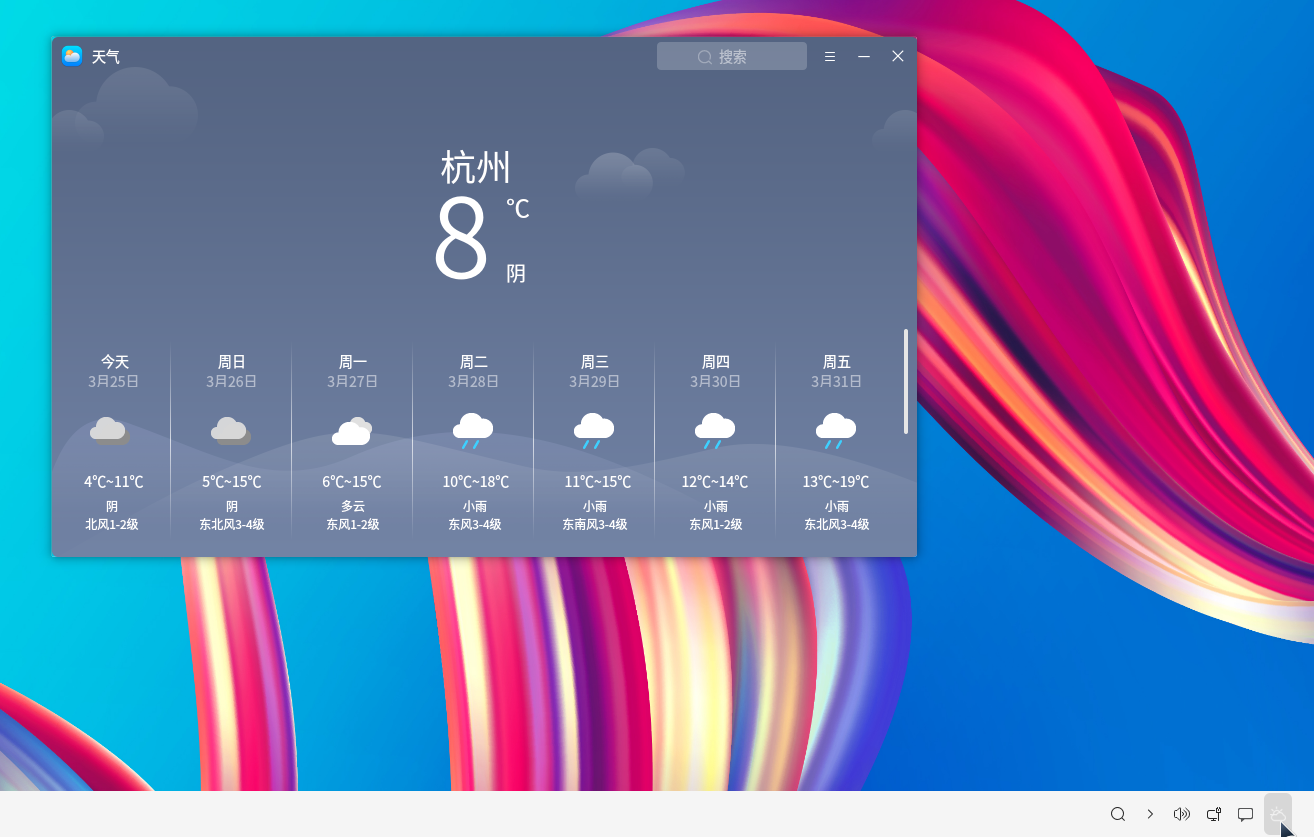 天气
搜索
杭州
8 ℃
阴
今天 周日 周一 周二 周三 周四 周五
3月25日 3月26日 3月27日 3月28日 3月29日 3月30日 3月31日
4℃~11℃ 5℃~15℃ 6℃~15℃ 10℃~18℃ 11℃~15℃ 12℃~14℃ 13℃~19℃
阴 阴 多云 小雨 小雨 小雨 小雨
北风1-2级 东北风3-4级 东风1-2级 东风3-4级 东南风3-4级 东风1-2级 东北风3-4级